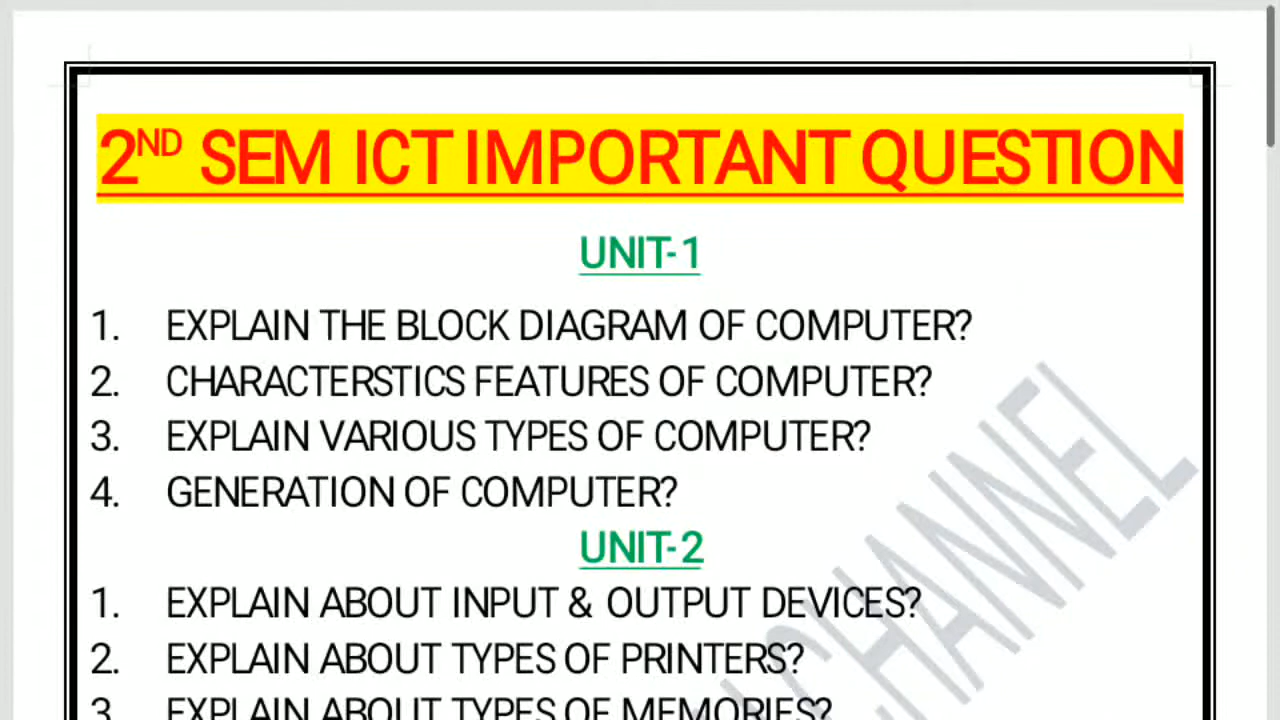 2ND SEM ICT IMPORTANT QUESTION
UNIT-1
1. EXPLAIN THE BLOCK DIAGRAM OF COMPUTER?
2. CHARACTERSTICS FEATURES OF COMPUTER?
3. EXPLAIN VARIOUS TYPES OF COMPUTER?
4. GENERATION OF COMPUTER?
UNIT-2
1. EXPLAIN ABOUT INPUT & OUTPUT DEVICES?
2. EXPLAIN ABOUT TYPES OF PRINTERS?
3. EXPLAIN ABOUT TYPES OF MEMORIES?
CHANNEL